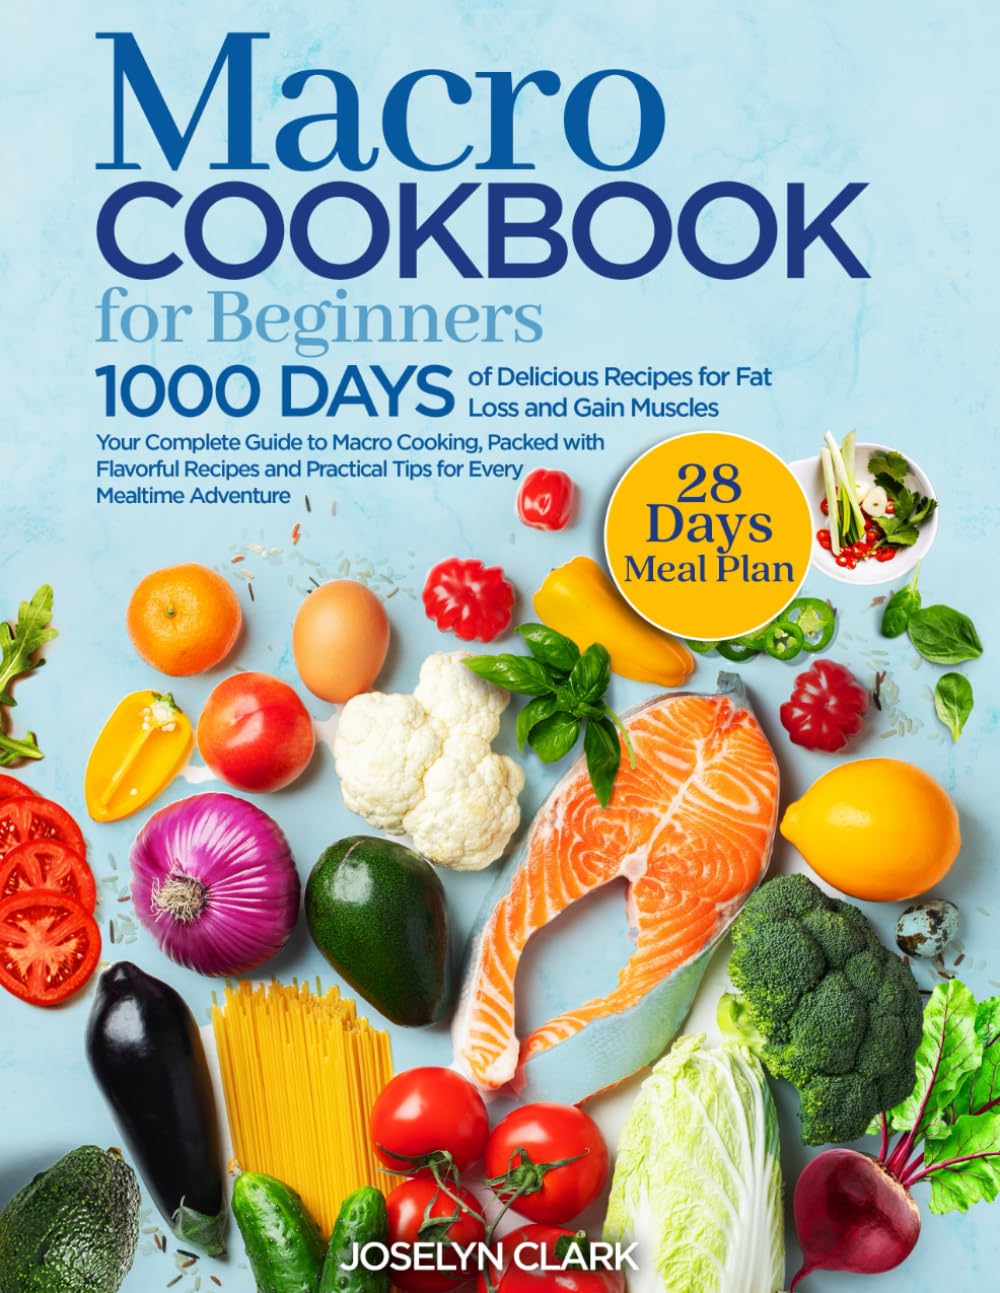 Macro
COOKBOOK
for Beginners
1000 DAYS
of Delicious Recipes for Fat
Loss and Gain Muscles
Your Complete Guide to Macro Cooking, Packed with
Flavorful Recipes and Practical Tips for Every
Mealtime Adventure
28
Days
Meal Plan
JOSELYN CLARK